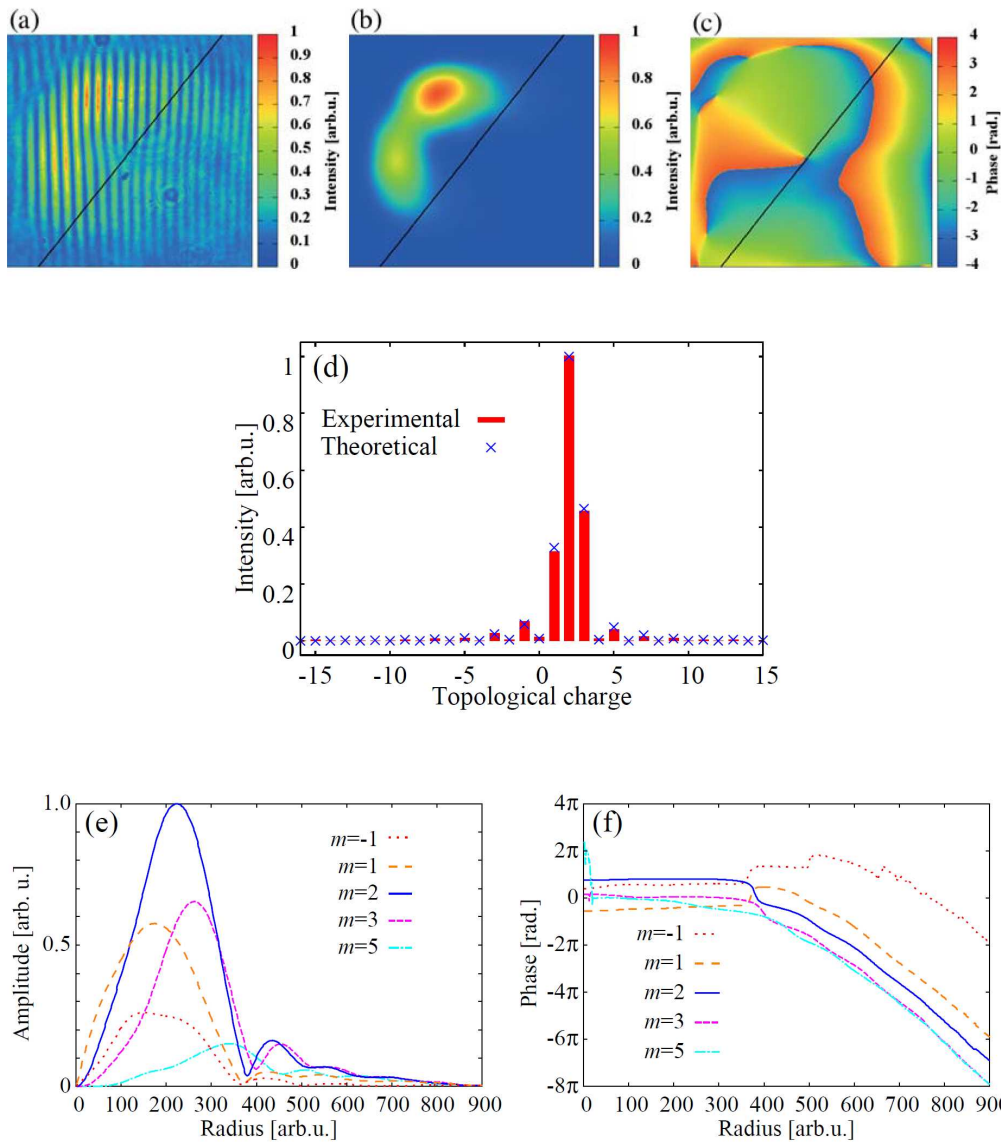 (a)
1
0.9
0.8
0.7
0.6
0.5
0.4
0.3
0.2
0.1
0
Intensity [arb.u.]
(b)
1
0.8
0.6
0.4
0.2
0
Intensity [arb.u.]
(c)
4
3
2
1
0
-1
-2
-3
-4
Phase [rad.]
(d)
1
0.8
0.6
0.4
0.2
0
Intensity [arb.u.]
Experimental
Theoretical
-15 -10 -5 0 5 10 15
Topological charge
(e)
1.0
0.5
0
Amplitude [arb. u.]
m=-1
m=1
m=2
m=3
m=5
0 100 200 300 400 500 600 700 800 900
Radius [arb.u.]
(f)
4π
2π
0
-2π
-4π
-6π
-8π
Phase [rad.]
m=-1
m=1
m=2
m=3
m=5
0 100 200 300 400 500 600 700 800 900
Radius [arb.u.]